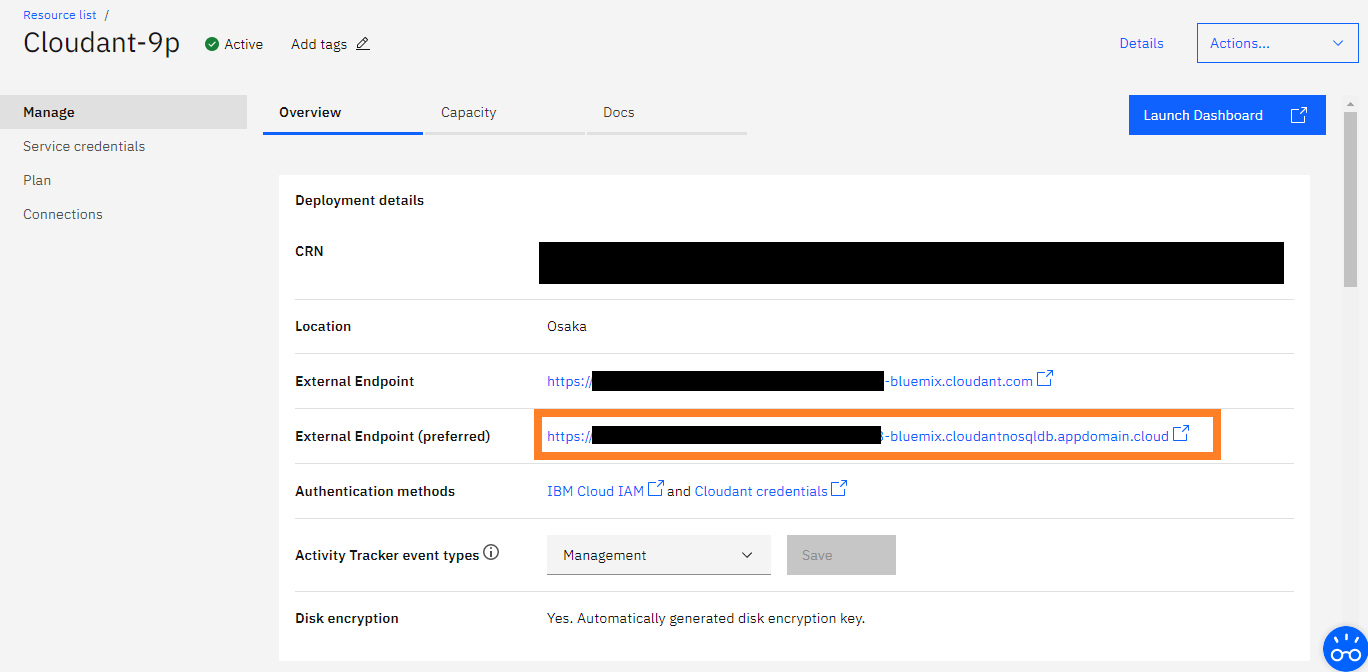 Resource list /
Cloudant-9p Active Add tags Details Actions...
Manage Overview Capacity Docs Launch Dashboard
Service credentials
Plan
Connections
Deployment details
CRN
Location Osaka
External Endpoint https:// -bluemix.cloudant.com
External Endpoint (preferred) https:// -bluemix.cloudantnosqldb.appdomain.cloud
Authentication methods IBM Cloud IAM and Cloudant credentials
Activity Tracker event types Management Save
Disk encryption Yes. Automatically generated disk encryption key.